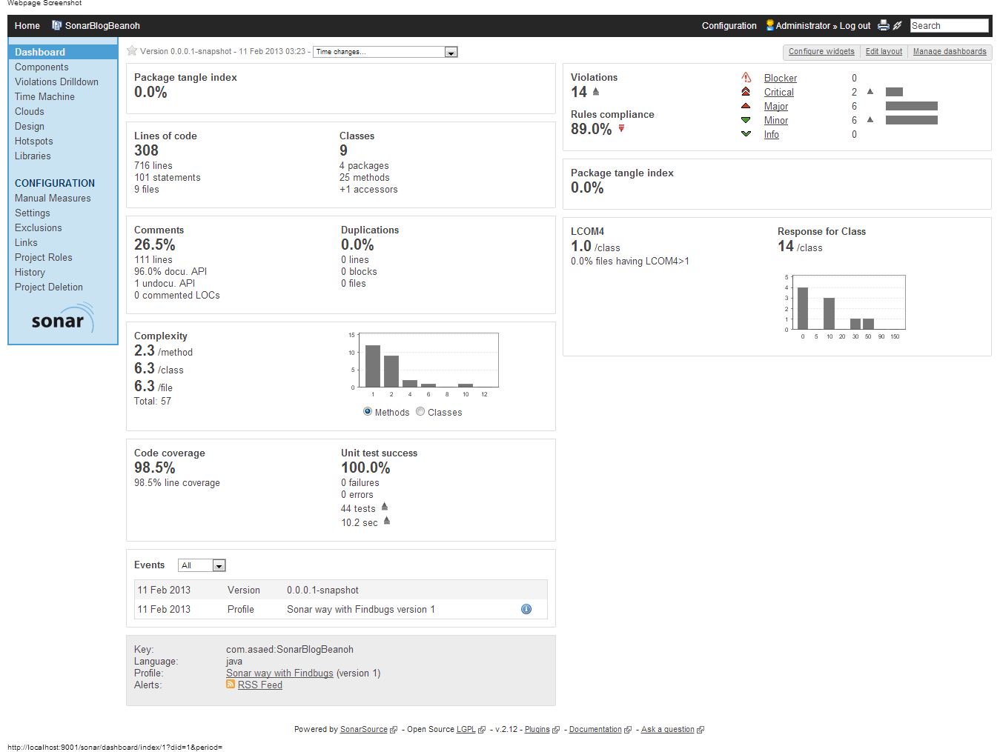 Webpage Screenshot
Home SonarBlogBeanoh Configuration Administrator » Log out Search
Dashboard
Components
Violations Drilldown
Time Machine
Clouds
Design
Hotspots
Libraries
CONFIGURATION
Manual Measures
Settings
Exclusions
Links
Project Roles
History
Project Deletion
sonar
Version 0.0.0.1-snapshot - 11 Feb 2013 03:23 - Time changes...
Configure widgets Edit layout Manage dashboards
Package tangle index
0.0%
Lines of code
308
716 lines
101 statements
9 files
Classes
9
4 packages
25 methods
+1 accessors
Comments
26.5%
111 lines
96.0% docu. API
1 undocu. API
0 commented LOCs
Duplications
0.0%
0 lines
0 blocks
0 files
Complexity
2.3 /method
6.3 /class
6.3 /file
Total: 57
15
10
5
0
1 2 4 6 8 10 12
Methods Classes
Code coverage
98.5%
98.5% line coverage
Unit test success
100.0%
0 failures
0 errors
44 tests
10.2 sec
Events All
11 Feb 2013 Version 0.0.0.1-snapshot
11 Feb 2013 Profile Sonar way with Findbugs version 1
Key: com.asaed:SonarBlogBeanoh
Language: java
Profile: Sonar way with Findbugs (version 1)
Alerts: RSS Feed
Violations
14
Rules compliance
89.0%
Blocker 0
Critical 2
Major 6
Minor 6
Info 0
Package tangle index
0.0%
LCOM4
1.0 /class
0.0% files having LCOM4>1
Response for Class
14 /class
5
4
3
2
1
0
0 5 10 20 30 50 90 150
Powered by SonarSource - Open Source LGPL - v.2.12 - Plugins - Documentation - Ask a question
http://localhost:9001/sonar/dashboard/index/1?did=1&period=